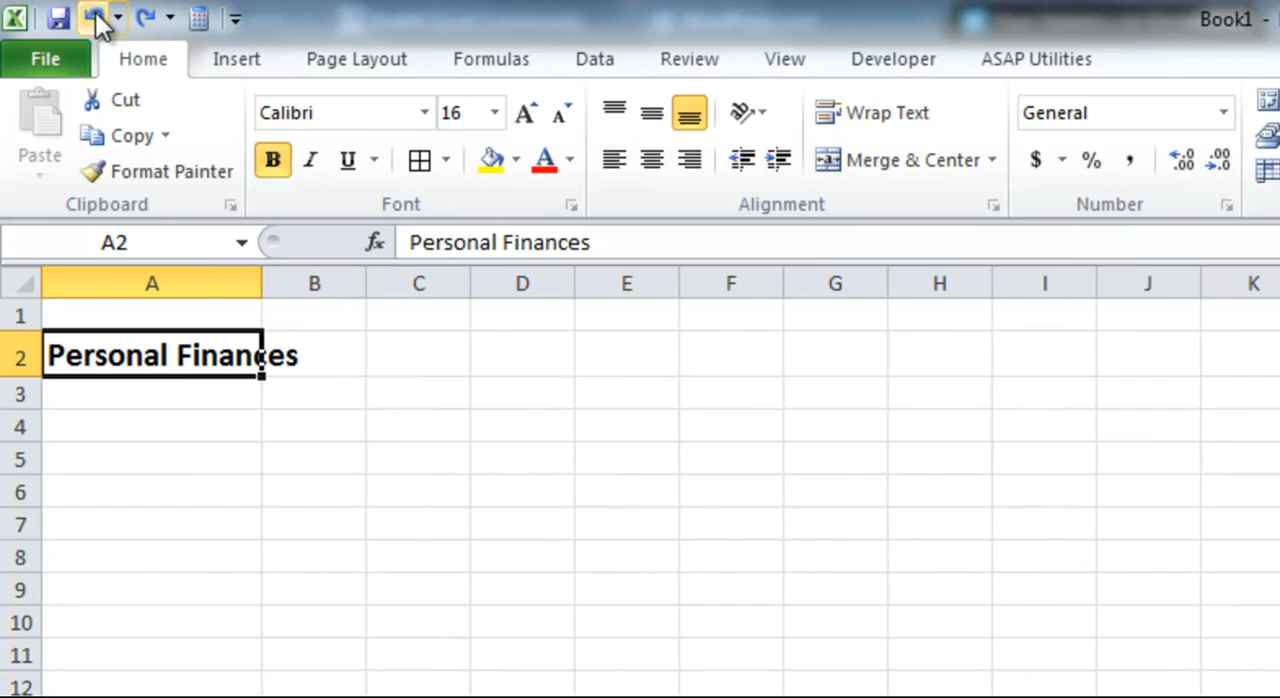 Book1 -
File Home Insert Page Layout Formulas Data Review View Developer ASAP Utilities
Paste
Cut
Copy
Format Painter
Clipboard
Calibri 16
B I U A
Font
Wrap Text
Merge & Center
Alignment
General
$ % ,
Number
A2 fx Personal Finances
A B C D E F G H I J K
1
2 Personal Finances
3
4
5
6
7
8
9
10
11
12